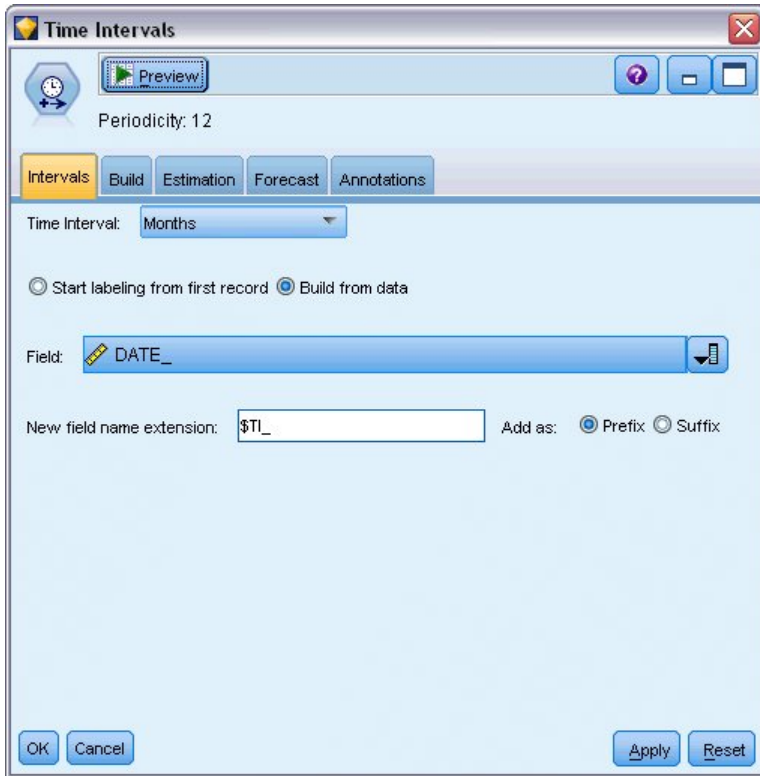 Time Intervals
Preview
Periodicity: 12
Intervals Build Estimation Forecast Annotations
Time Interval: Months
Start labeling from first record Build from data
Field: DATE_
New field name extension: $TI_ Add as: Prefix Suffix
OK Cancel Apply Reset